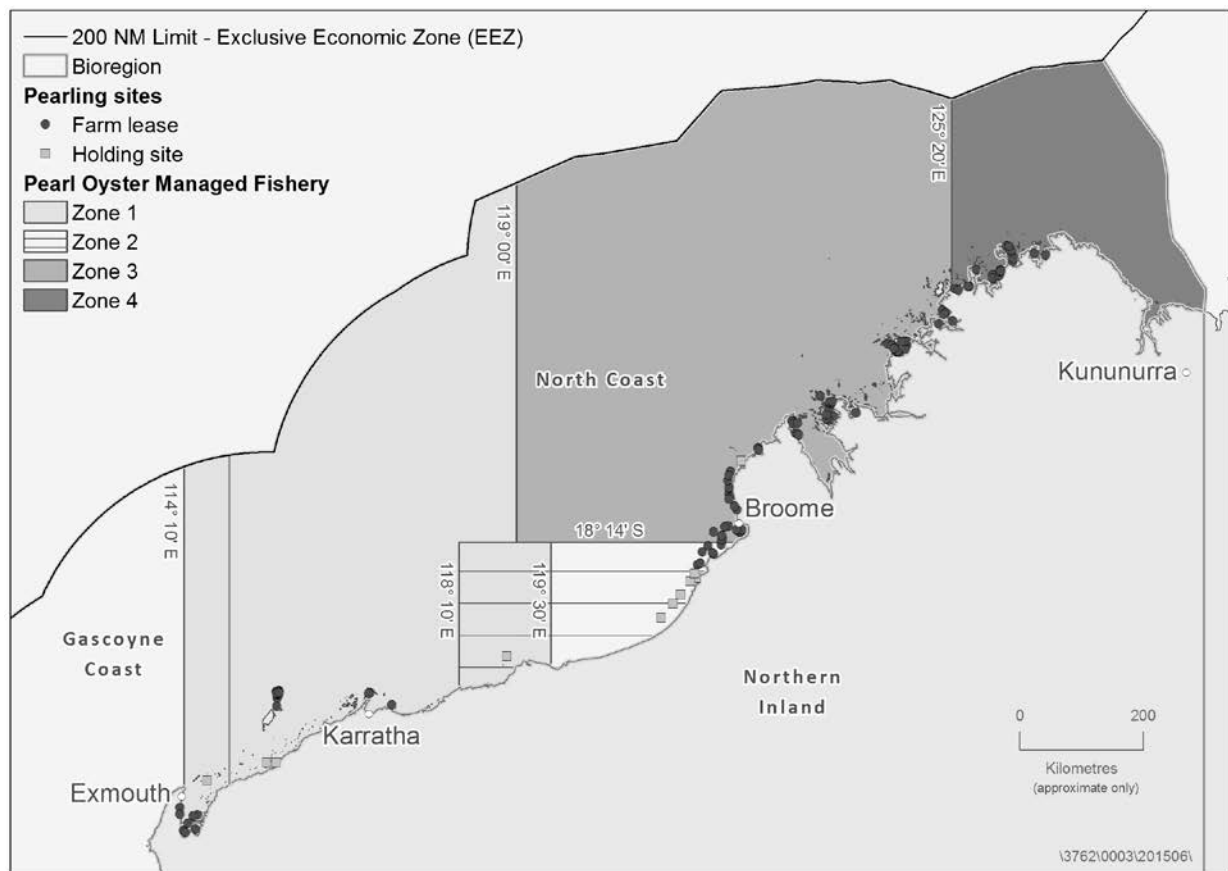 200 NM Limit - Exclusive Economic Zone (EEZ)
Bioregion
Pearling sites
Farm lease
Holding site
Pearl Oyster Managed Fishery
Zone 1
Zone 2
Zone 3
Zone 4
125° 20' E
119° 00' E
North Coast
Kununurra
114° 10' E
Broome
18° 14' S
118° 10' E
119° 30' E
Gascoyne
Coast
Northern
Inland
Karratha
Exmouth
0 200
Kilometres
(approximate only)
\3762\0003\201506\